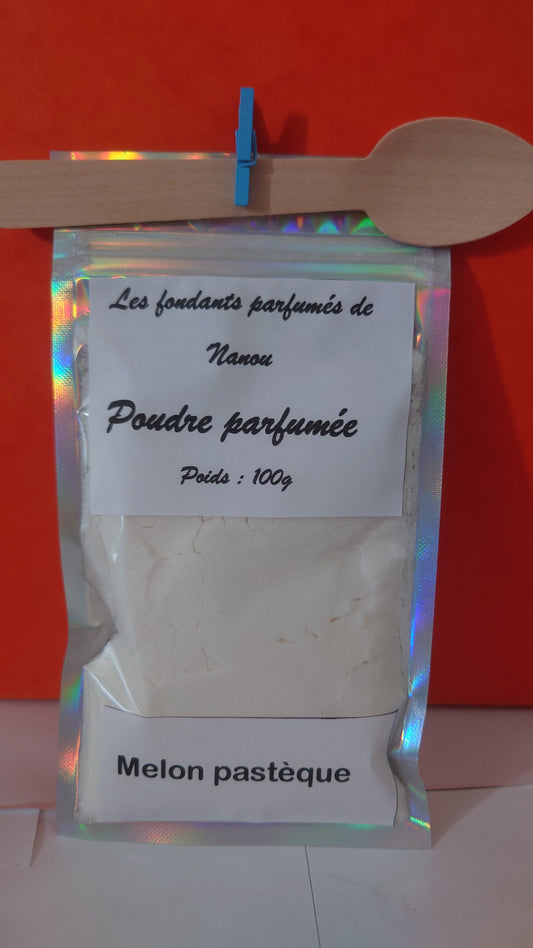 Les fondants parfumés de
Nanou
Poudre parfumée
Poids : 100g
Melon pastèque